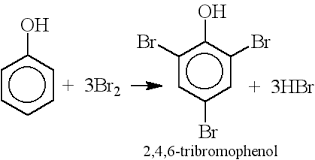 OH
OH
Br
Br
+ 3Br₂
+ 3HBr
Br
2,4,6-tribromophenol